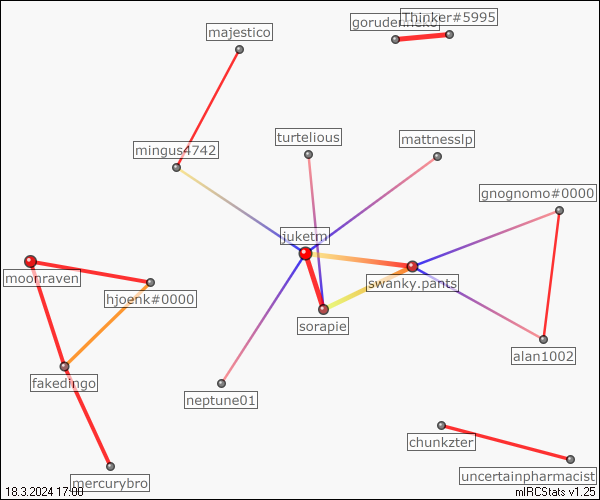 Thinker#5995
majestico
turtelious
mattnesslp
mingus4742
gnognomo#0000
juketm
moonraven
swanky.pants
hjoenk#0000
sorapie
alan1002
fakedingo
neptune01
chunkzter
uncertainpharmacist
mercurybro
18.3.2024 17:00
mIRCStats v1.25